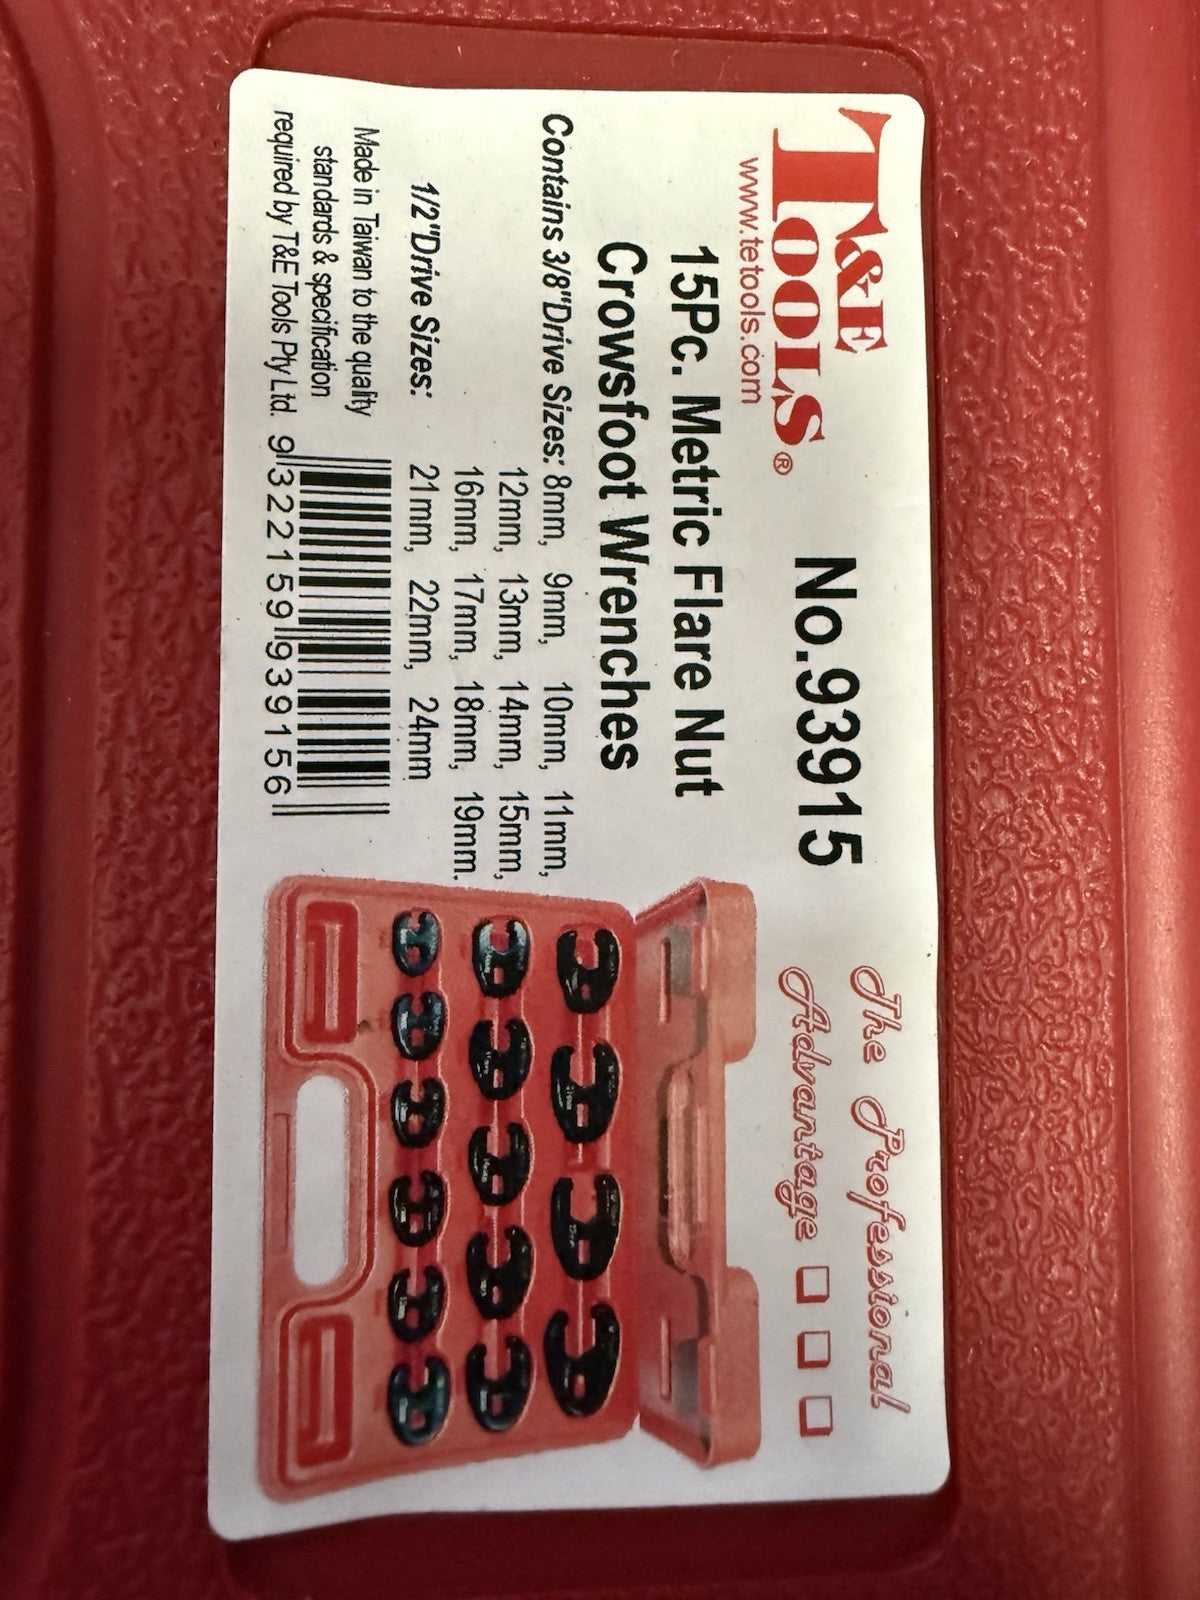 T&E TOOLS®
www.tetools.com
No.93915
The Professional
Advantage
15Pc. Metric Flare Nut
Crowsfoot Wrenches
Contains 3/8"Drive Sizes: 8mm, 9mm, 10mm, 11mm,
12mm, 13mm, 14mm, 15mm,
16mm, 17mm, 18mm, 19mm.
1/2"Drive Sizes: 21mm, 22mm, 24mm
Made in Taiwan to the quality
standards & specification
required by T&E Tools Pty Ltd.
9 322159 939156